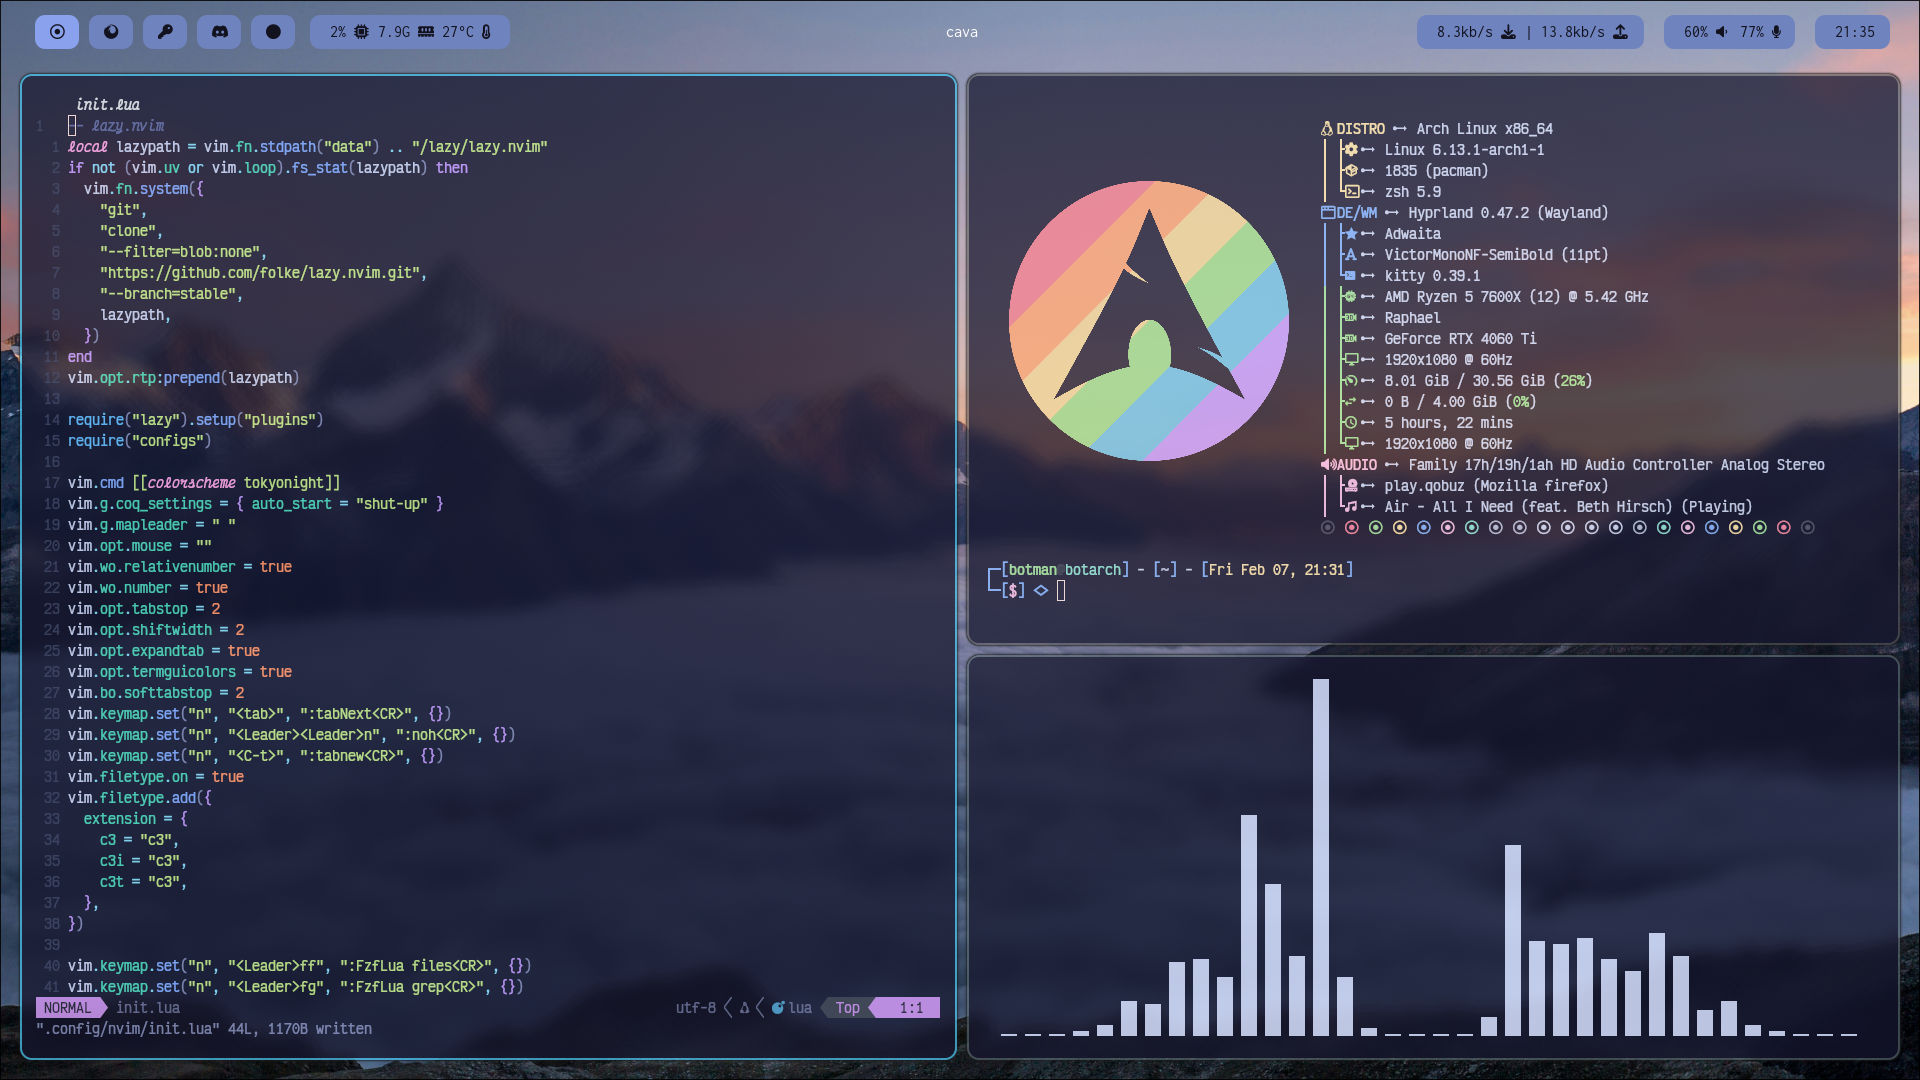 2% 7.9G 27°C
cava
8.3kb/s | 13.8kb/s
60% 77%
21:35
init.lua
1 -- lazy.nvim
1 local lazypath = vim.fn.stdpath("data") .. "/lazy/lazy.nvim"
2 if not (vim.uv or vim.loop).fs_stat(lazypath) then
3 vim.fn.system({
4 "git",
5 "clone",
6 "--filter=blob:none",
7 "https://github.com/folke/lazy.nvim.git",
8 "--branch=stable",
9 lazypath,
10 })
11 end
12 vim.opt.rtp:prepend(lazypath)
13
14 require("lazy").setup("plugins")
15 require("configs")
16
17 vim.cmd [[colorscheme tokyonight]]
18 vim.g.coq_settings = { auto_start = "shut-up" }
19 vim.g.mapleader = " "
20 vim.opt.mouse = ""
21 vim.wo.relativenumber = true
22 vim.wo.number = true
23 vim.opt.tabstop = 2
24 vim.opt.shiftwidth = 2
25 vim.opt.expandtab = true
26 vim.opt.termguicolors = true
27 vim.bo.softtabstop = 2
28 vim.keymap.set("n", "<tab>", ":tabNext<CR>", {})
29 vim.keymap.set("n", "<Leader><Leader>n", ":noh<CR>", {})
30 vim.keymap.set("n", "<C-t>", ":tabnew<CR>", {})
31 vim.filetype.on = true
32 vim.filetype.add({
33 extension = {
34 c3 = "c3",
35 c3i = "c3",
36 c3t = "c3",
37 },
38 })
39
40 vim.keymap.set("n", "<Leader>ff", ":FzfLua files<CR>", {})
41 vim.keymap.set("n", "<Leader>fg", ":FzfLua grep<CR>", {})
NORMAL init.lua utf-8 lua Top 1:1
".config/nvim/init.lua" 44L, 1170B written
DISTRO Arch Linux x86_64
Linux 6.13.1-arch1-1
1835 (pacman)
zsh 5.9
DE/WM Hyprland 0.47.2 (Wayland)
Adwaita
VictorMonoNF-SemiBold (11pt)
kitty 0.39.1
AMD Ryzen 5 7600X (12) @ 5.42 GHz
Raphael
GeForce RTX 4060 Ti
1920x1080 @ 60Hz
8.01 GiB / 30.56 GiB (26%)
0 B / 4.00 GiB (0%)
5 hours, 22 mins
1920x1080 @ 60Hz
AUDIO Family 17h/19h/1ah HD Audio Controller Analog Stereo
play.qobuz (Mozilla firefox)
Air - All I Need (feat. Beth Hirsch) (Playing)
[botman botarch] - [~] - [Fri Feb 07, 21:31]
[$] <>